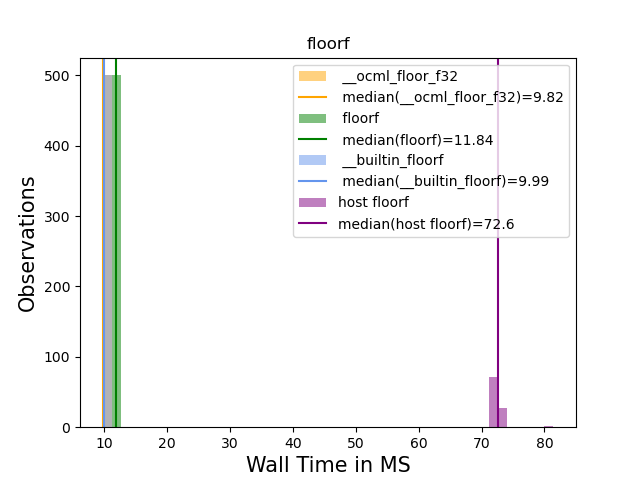 floorf
500
400
300
200
100
0
Observations
__ocml_floor_f32
median(__ocml_floor_f32)=9.82
floorf
median(floorf)=11.84
__builtin_floorf
median(__builtin_floorf)=9.99
host floorf
median(host floorf)=72.6
10 20 30 40 50 60 70 80
Wall Time in MS